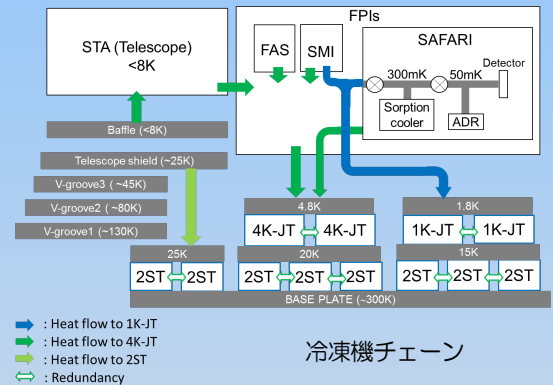 FPIs
STA (Telescope)
<8K
FAS
SMI
SAFARI
Detector
300mK
50mK
Sorption
cooler
ADR
Baffle (<8K)
Telescope shield (~25K)
V-groove3 (~45K)
V-groove2 (~80K)
V-groove1 (~130K)
4.8K
1.8K
4K-JT
4K-JT
1K-JT
1K-JT
25K
20K
15K
2ST
2ST
2ST
2ST
2ST
2ST
2ST
2ST
BASE PLATE (~300K)
: Heat flow to 1K-JT
: Heat flow to 4K-JT
: Heat flow to 2ST
: Redundancy
冷凍機チェーン